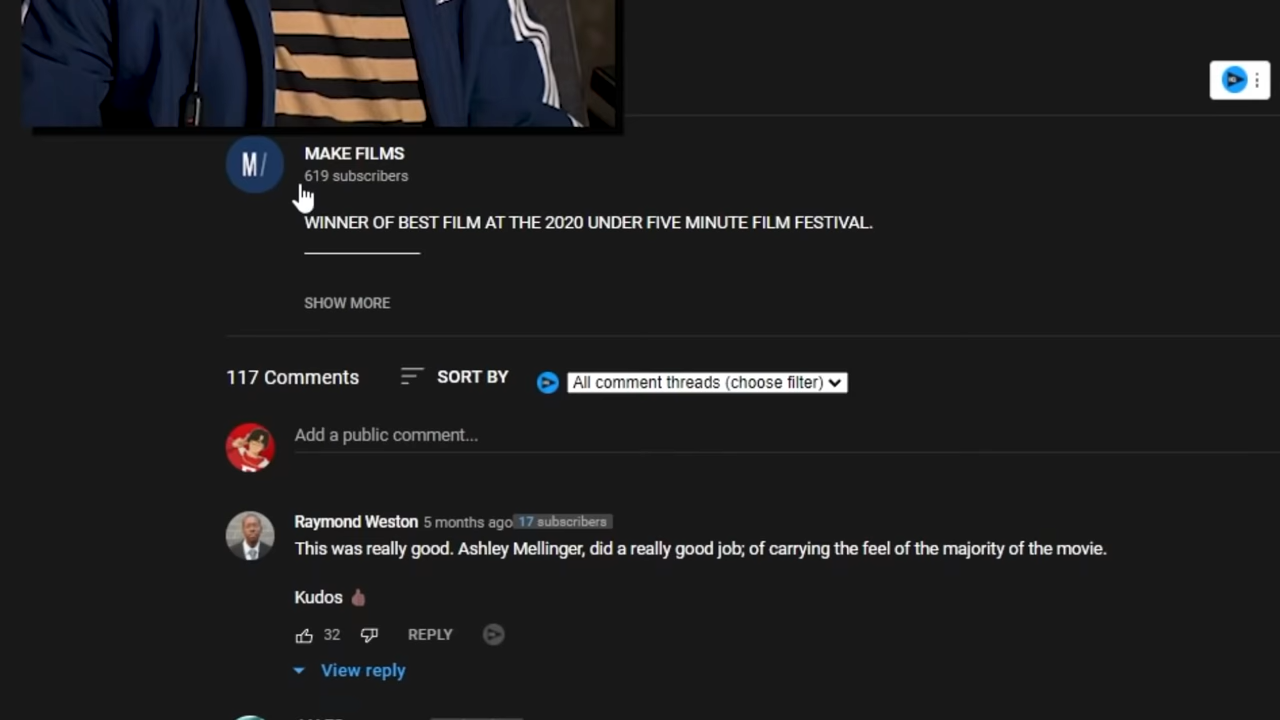 M/
MAKE FILMS
619 subscribers
WINNER OF BEST FILM AT THE 2020 UNDER FIVE MINUTE FILM FESTIVAL.
SHOW MORE
117 Comments SORT BY All comment threads (choose filter)
Add a public comment...
Raymond Weston 5 months ago 17 subscribers
This was really good. Ashley Mellinger, did a really good job; of carrying the feel of the majority of the movie.
Kudos 👍🏿
32 REPLY
View reply